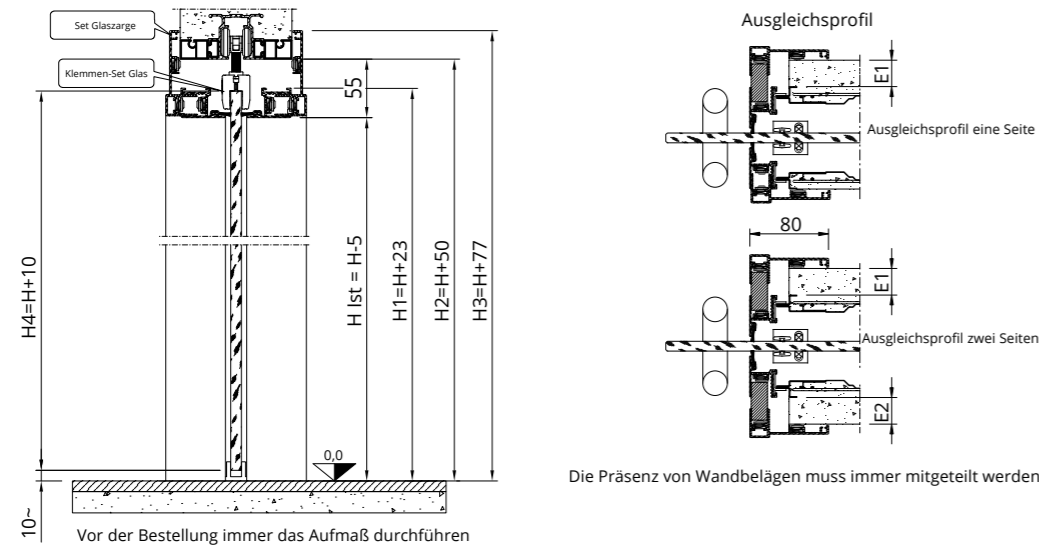 Set Glaszarge
Klemmen-Set Glas
55
H4=H+10
H Ist = H-5
H1=H+23
H2=H+50
H3=H+77
0,0
10~
Vor der Bestellung immer das Aufmaß durchführen
Ausgleichsprofil
E1
Ausgleichsprofil eine Seite
80
E1
Ausgleichsprofil zwei Seiten
E2
Die Präsenz von Wandbelägen muss immer mitgeteilt werden